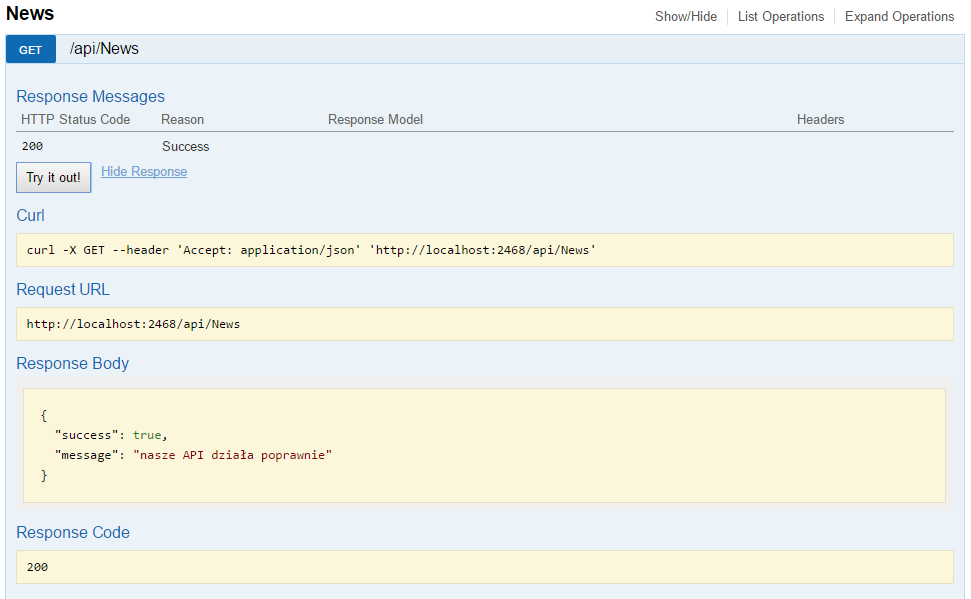 News
Show/Hide List Operations Expand Operations
GET /api/News
Response Messages
HTTP Status Code Reason Response Model Headers
200 Success
Try it out! Hide Response
Curl
curl -X GET --header 'Accept: application/json' 'http://localhost:2468/api/News'
Request URL
http://localhost:2468/api/News
Response Body
{
  "success": true,
  "message": "nasze API działa poprawnie"
}
Response Code
200